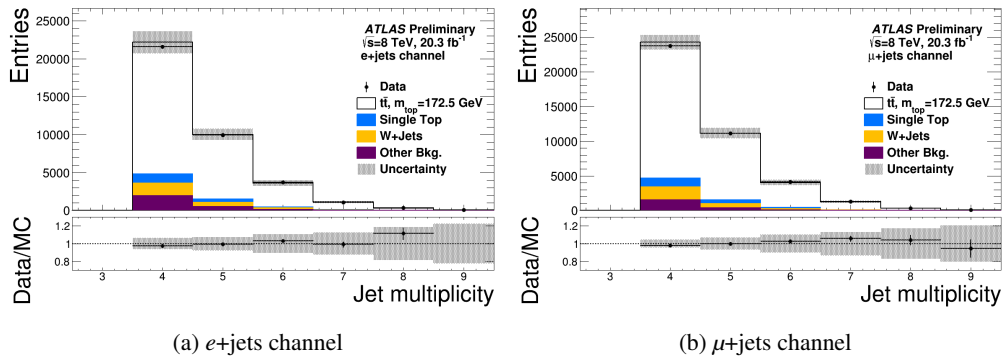 Entries
25000
20000
15000
10000
5000
0
ATLAS Preliminary
√s=8 TeV, 20.3 fb⁻¹
e+jets channel
Data
tt̄, m_top=172.5 GeV
Single Top
W+Jets
Other Bkg.
Uncertainty
Data/MC
1.2
1
0.8
3 4 5 6 7 8 9
Jet multiplicity
(a) e+jets channel
Entries
25000
20000
15000
10000
5000
0
ATLAS Preliminary
√s=8 TeV, 20.3 fb⁻¹
μ+jets channel
Data
tt̄, m_top=172.5 GeV
Single Top
W+Jets
Other Bkg.
Uncertainty
Data/MC
1.2
1
0.8
3 4 5 6 7 8 9
Jet multiplicity
(b) μ+jets channel